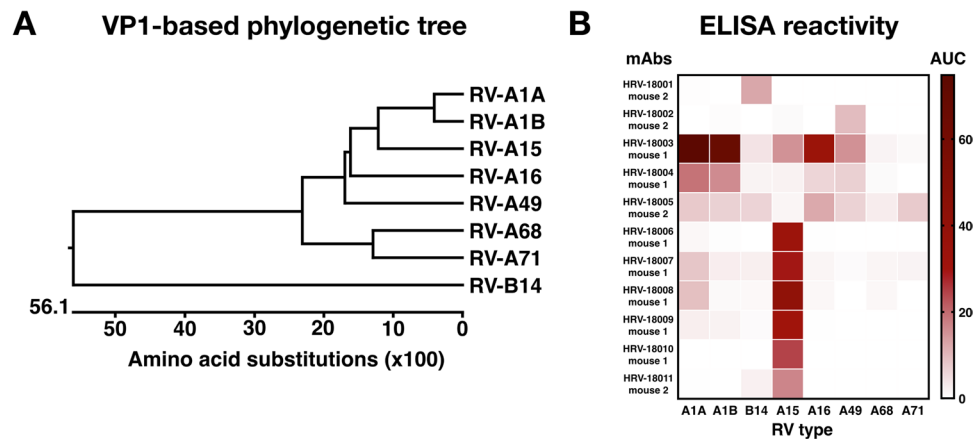 A VP1-based phylogenetic tree
RV-A1A
RV-A1B
RV-A15
RV-A16
RV-A49
RV-A68
RV-A71
RV-B14
56.1
50 40 30 20 10 0
Amino acid substitutions (x100)
B ELISA reactivity
mAbs
AUC
HRV-18001
mouse 2
HRV-18002
mouse 2
HRV-18003
mouse 1
HRV-18004
mouse 1
HRV-18005
mouse 2
HRV-18006
mouse 1
HRV-18007
mouse 1
HRV-18008
mouse 1
HRV-18009
mouse 1
HRV-18010
mouse 1
HRV-18011
mouse 2
A1A A1B B14 A15 A16 A49 A68 A71
RV type
60
40
20
0